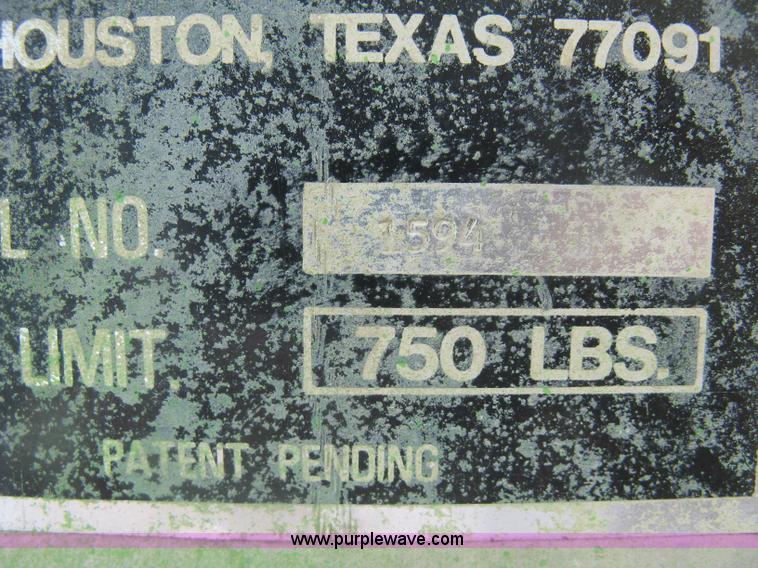 HOUSTON, TEXAS 77091
L NO. 1594
LIMIT. 750 LBS.
PATENT PENDING
www.purplewave.com